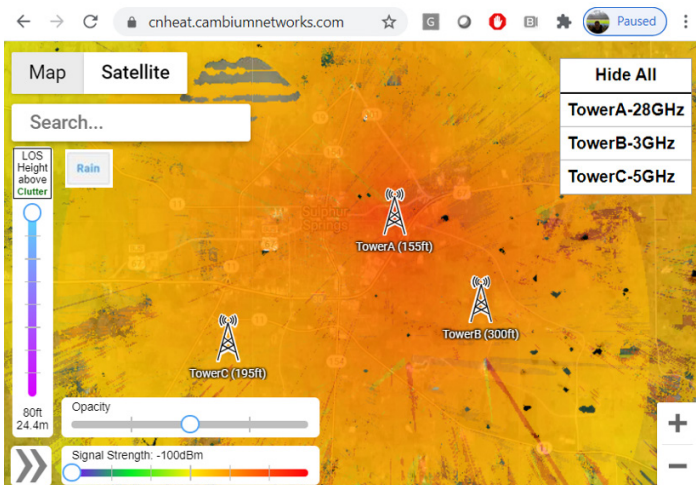 cnheat.cambiumnetworks.com
G
B
Paused
Map
Satellite
Hide All
Search...
TowerA-28GHz
TowerB-3GHz
TowerC-5GHz
LOS
Height
above
Clutter
Rain
Sulphur
Springs
TowerA (155ft)
TowerB (300ft)
TowerC (195ft)
80ft
24.4m
Opacity
Signal Strength: -100dBm